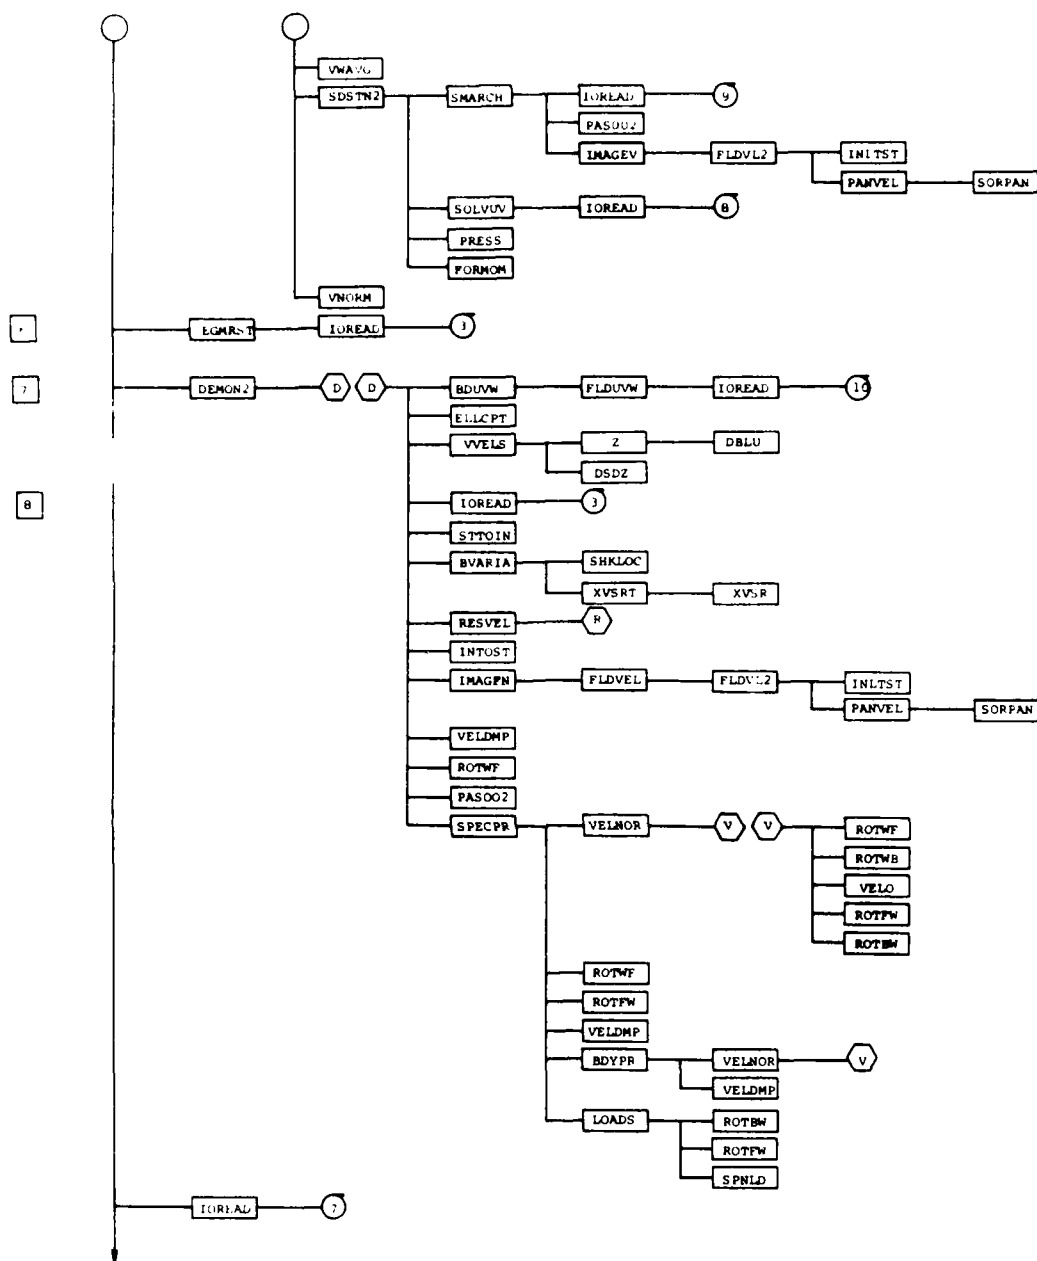 VWAVG
SDSTN2 SMARCH IOREAD 9
PAS002
IMAGEV FLDVL2 INLTST
PANVEL SORPAN
SOLVUV IOREAD 8
PRESS
FORMOM
VNORM
EGMRST IOREAD 3
7 DEMON2 D D BDUVW FLDUVW IOREAD 10
ELLCPT
VVELS Z DBLU
DSDZ
8 IOREAD 3
STTOIN
BVARIA SHKLOC
XVSRT XVSR
RESVEL R
INTOST
IMAGFN FLDVEL FLDVL2 INLTST
PANVEL SORPAN
VELDMP
ROTWF
PAS002
SPECPR VELNOR V V ROTWF
ROTWB
VELO
ROTFW
ROTBW
ROTWF
ROTFW
VELDMP
BDYPR VELNOR V
VELDMP
LOADS ROTBW
ROTFW
SPNLD
IOREAD 7